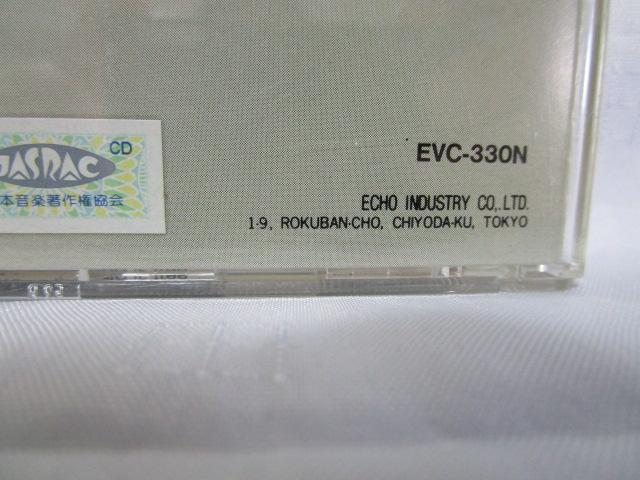 JASRAC
CD
本音楽著作権協会
EVC-330N
ECHO INDUSTRY CO,.LTD.
1-9, ROKUBAN-CHO, CHIYODA-KU, TOKYO